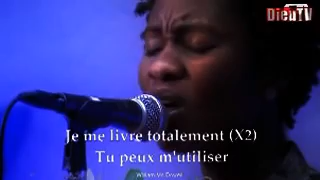 DieuTV
Je me livre totalement (X2)
Tu peux m'utiliser